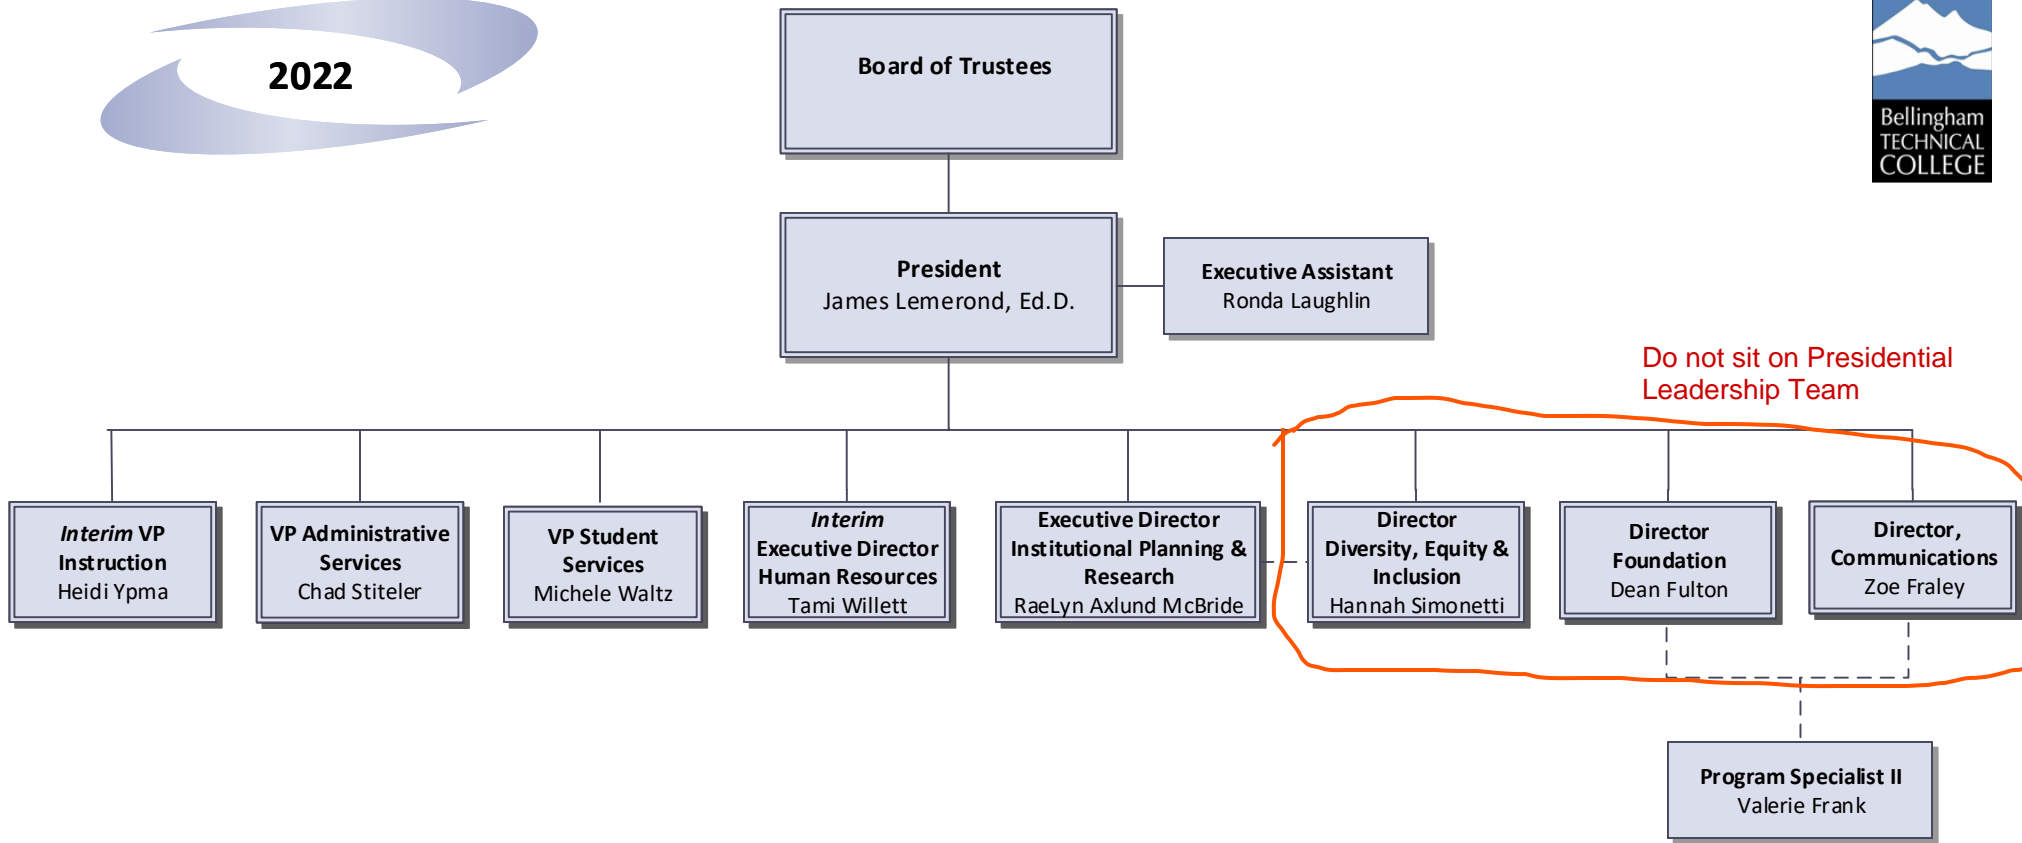 2022
Board of Trustees
Bellingham
TECHNICAL
COLLEGE
President
James Lemerond, Ed.D.
Executive Assistant
Ronda Laughlin
Do not sit on Presidential
Leadership Team
Interim VP
Instruction
Heidi Ypma
VP Administrative
Services
Chad Stiteler
VP Student
Services
Michele Waltz
Interim
Executive Director
Human Resources
Tami Willett
Executive Director
Institutional Planning &
Research
RaeLyn Axlund McBride
Director
Diversity, Equity &
Inclusion
Hannah Simonetti
Director
Foundation
Dean Fulton
Director,
Communications
Zoe Fraley
Program Specialist II
Valerie Frank